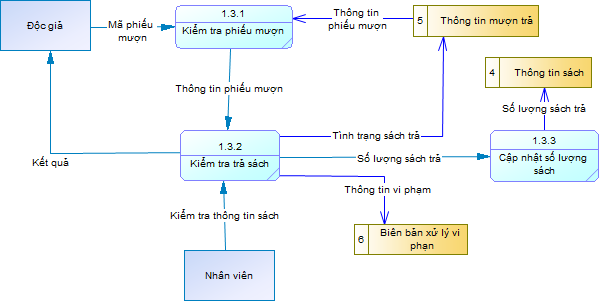 Độc giả
Mã phiếu
mượn
1.3.1
Kiểm tra phiếu mượn
Thông tin
phiếu mượn
5
Thông tin mượn trả
4
Thông tin sách
Thông tin phiếu mượn
Số lượng sách trả
Tình trạng sách trả
1.3.2
Kiểm tra trả sách
Kết quả
Số lượng sách trả
1.3.3
Cập nhật số lượng
sách
Thông tin vi phạm
Kiểm tra thông tin sách
6
Biên bản xử lý vi
phạn
Nhân viên